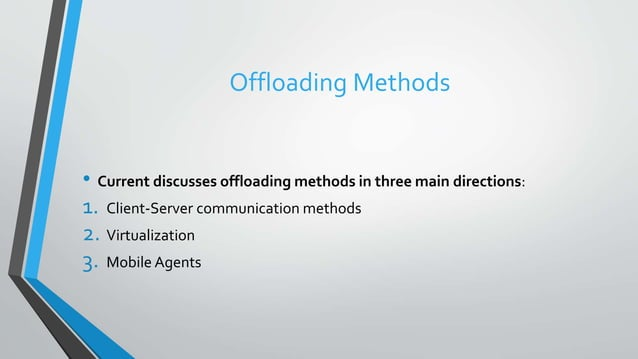 Offloading Methods
• Current discusses offloading methods in three main directions:
1. Client-Server communication methods
2. Virtualization
3. Mobile Agents